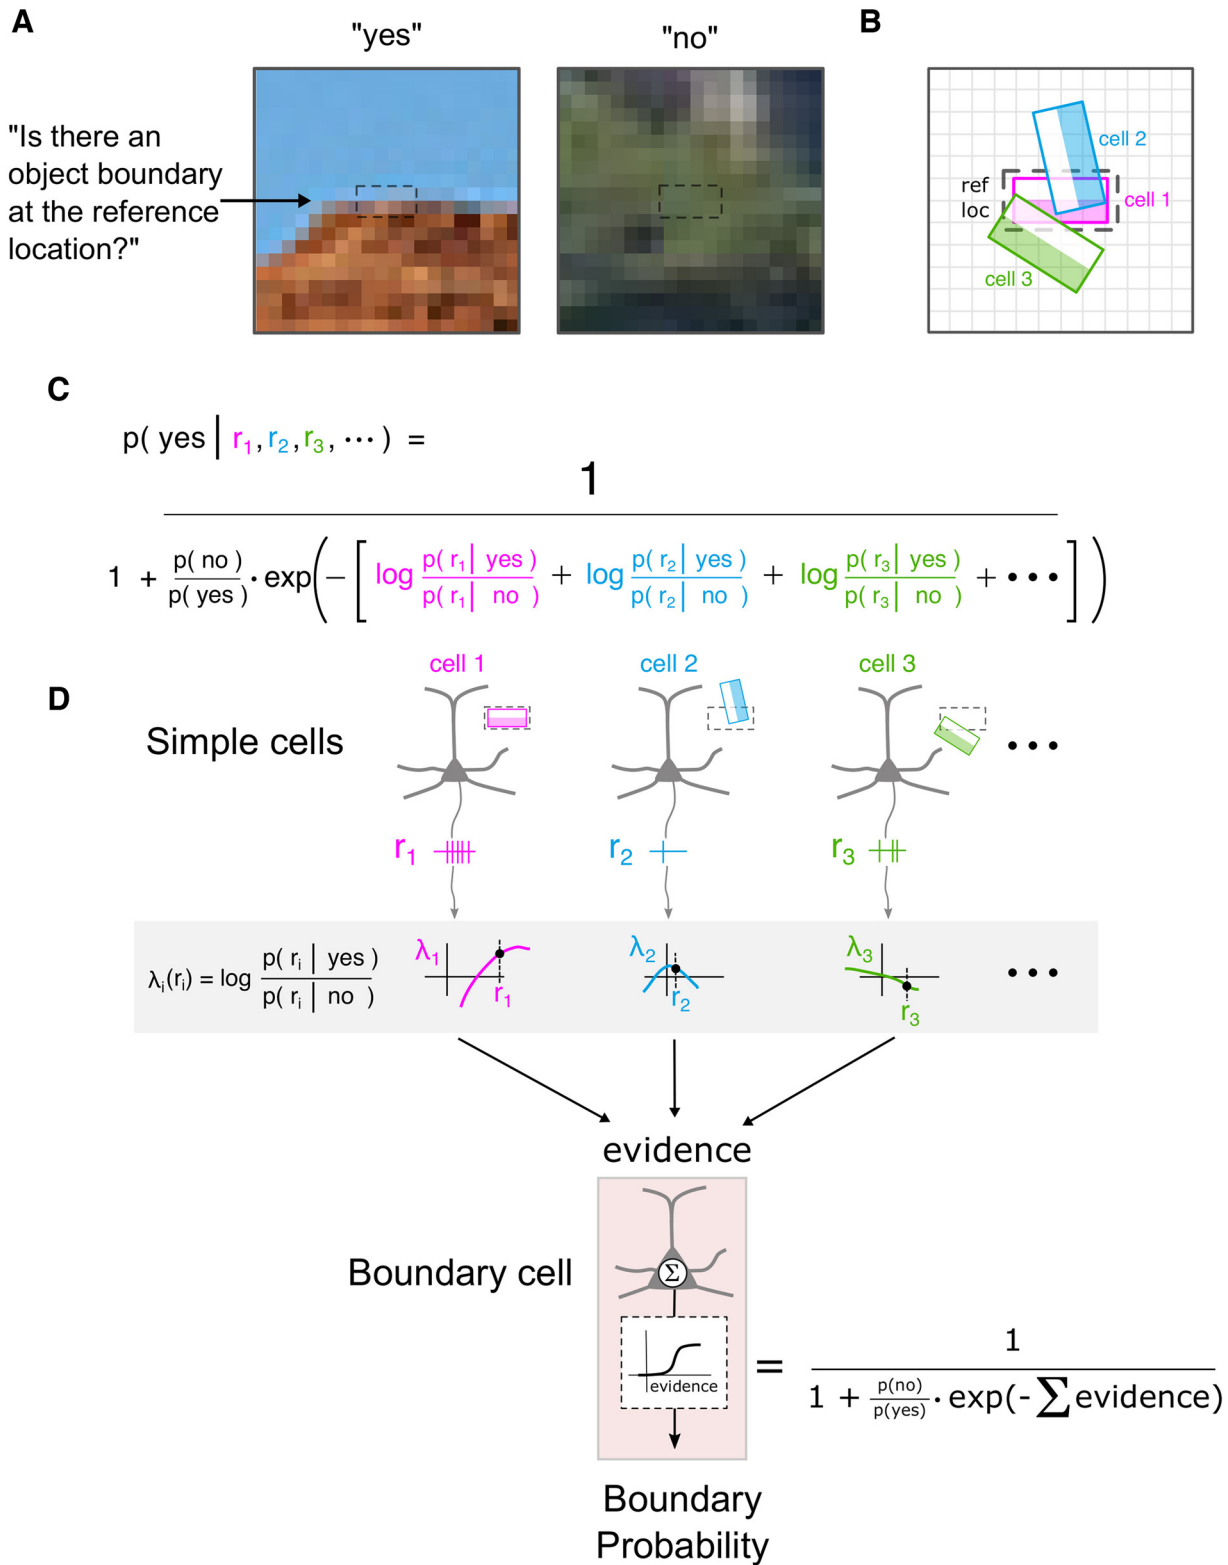 A
"yes"
"no"
B
"Is there an
object boundary
at the reference
location?"
ref
loc
cell 2
cell 1
cell 3
C
p( yes | r₁, r₂, r₃, ··· ) =
1
1 + p( no ) / p( yes ) · exp( − [ log p( r₁ | yes ) / p( r₁ | no ) + log p( r₂ | yes ) / p( r₂ | no ) + log p( r₃ | yes ) / p( r₃ | no ) + ••• ] )
cell 1
cell 2
cell 3
D
Simple cells
•••
r₁
r₂
r₃
λᵢ(rᵢ) = log p( rᵢ | yes ) / p( rᵢ | no )
λ₁
λ₂
λ₃
•••
r₁
r₂
r₃
evidence
Boundary cell
Σ
evidence
=
1
1 + p(no) / p(yes) · exp(- Σ evidence)
Boundary
Probability